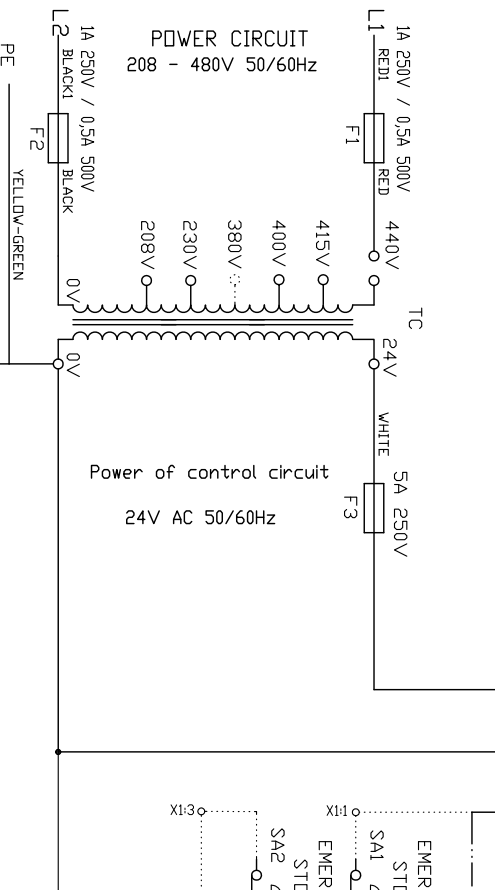 POWER CIRCUIT
208 - 480V 50/60Hz
L2
BLACK1
1A 250V / 0,5A 500V
F2
BLACK
L1
RED1
1A 250V / 0,5A 500V
F1
RED
PE
YELLOW-GREEN
0V
208V
230V
380V
400V
415V
440V
TC
0V
24V
WHITE
5A 250V
F3
Power of control circuit
24V AC 50/60Hz
X1:3
X1:1
SA2
EMER
SA1
EMER